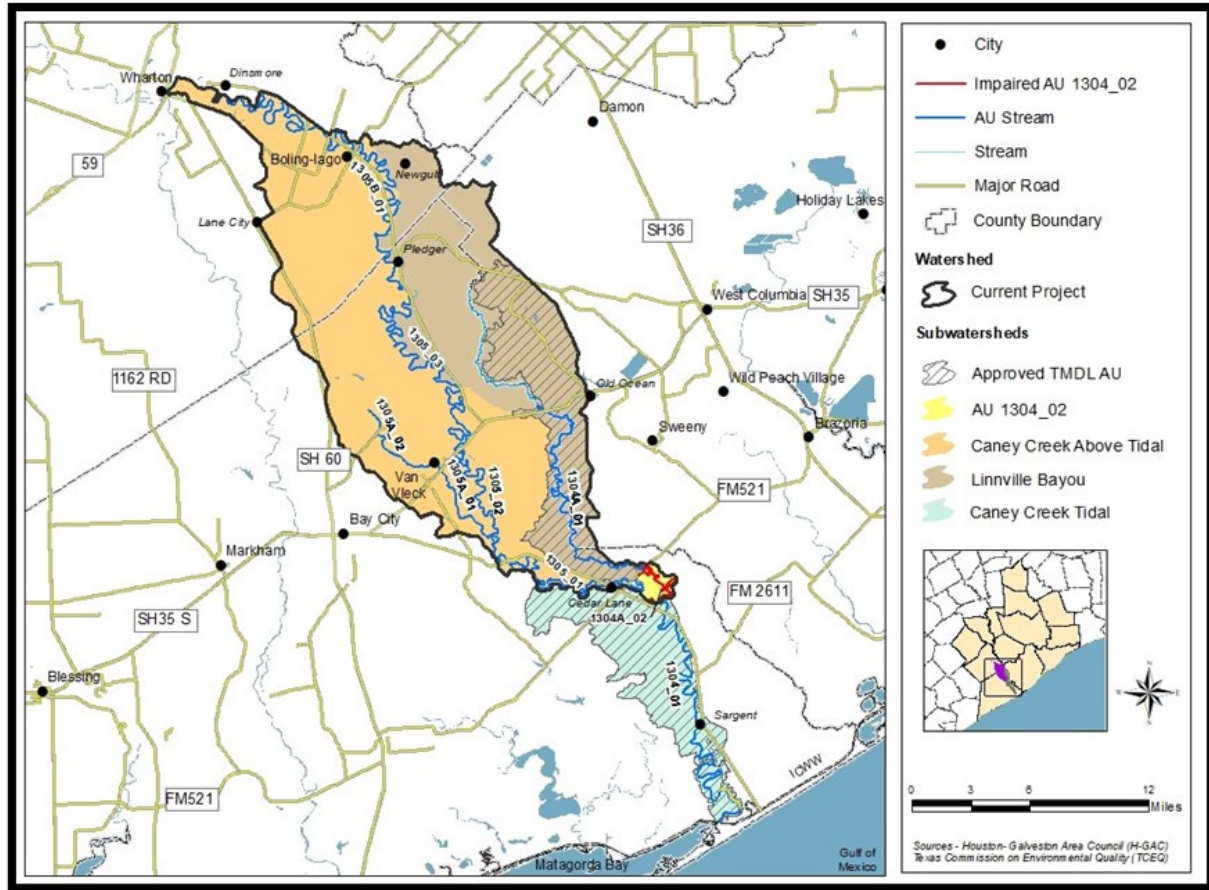 Wharton
Dinsmore
Damon
59
Boling-Iago
Newgulf
1305B_01
Holiday Lakes
Lane City
SH36
Pledger
West Columbia
SH35
1305_03
1162 RD
Old Ocean
Wild Peach Village
1305A_02
Sweeny
Brazoria
SH 60
Van
Vleck
1305A_01
1305_02
1304A_01
FM521
Bay City
Markham
1305_01
Cedar Lane
FM 2611
1304A_02
SH35 S
1304_01
Blessing
Sargent
ICWW
FM521
Matagorda Bay
Gulf of
Mexico
City
Impaired AU 1304_02
AU Stream
Stream
Major Road
County Boundary
Watershed
Current Project
Subwatersheds
Approved TMDL AU
AU 1304_02
Caney Creek Above Tidal
Linnville Bayou
Caney Creek Tidal
N
W E
S
0 3 6 12
Miles
Sources - Houston- Galveston Area Council (H-GAC)
Texas Commission on Environmental Quality (TCEQ)